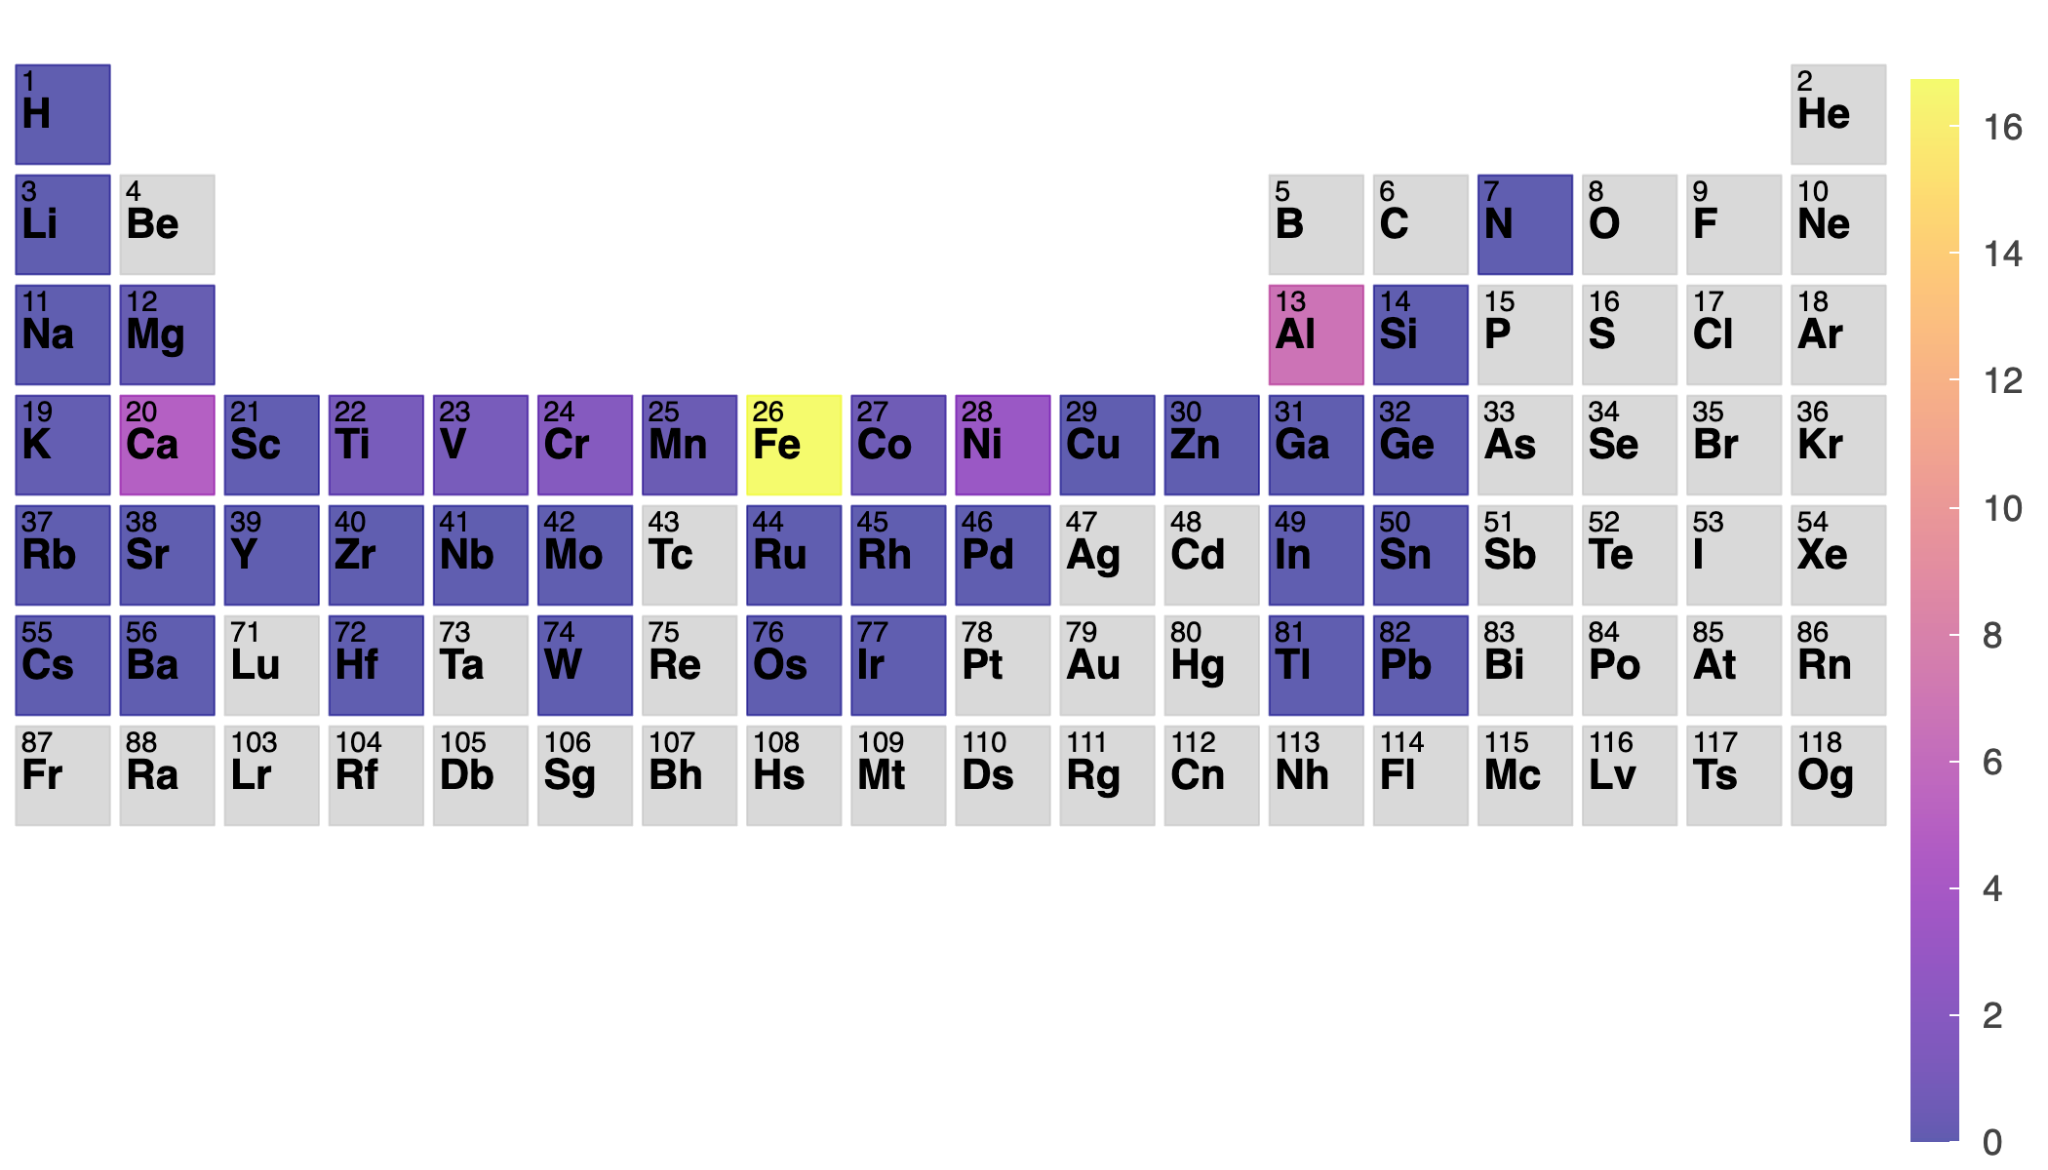 1 2
H He
3 4 5 6 7 8 9 10
Li Be B C N O F Ne
11 12 13 14 15 16 17 18
Na Mg Al Si P S Cl Ar
19 20 21 22 23 24 25 26 27 28 29 30 31 32 33 34 35 36
K Ca Sc Ti V Cr Mn Fe Co Ni Cu Zn Ga Ge As Se Br Kr
37 38 39 40 41 42 43 44 45 46 47 48 49 50 51 52 53 54
Rb Sr Y Zr Nb Mo Tc Ru Rh Pd Ag Cd In Sn Sb Te I Xe
55 56 71 72 73 74 75 76 77 78 79 80 81 82 83 84 85 86
Cs Ba Lu Hf Ta W Re Os Ir Pt Au Hg Tl Pb Bi Po At Rn
87 88 103 104 105 106 107 108 109 110 111 112 113 114 115 116 117 118
Fr Ra Lr Rf Db Sg Bh Hs Mt Ds Rg Cn Nh Fl Mc Lv Ts Og
16
14
12
10
8
6
4
2
0